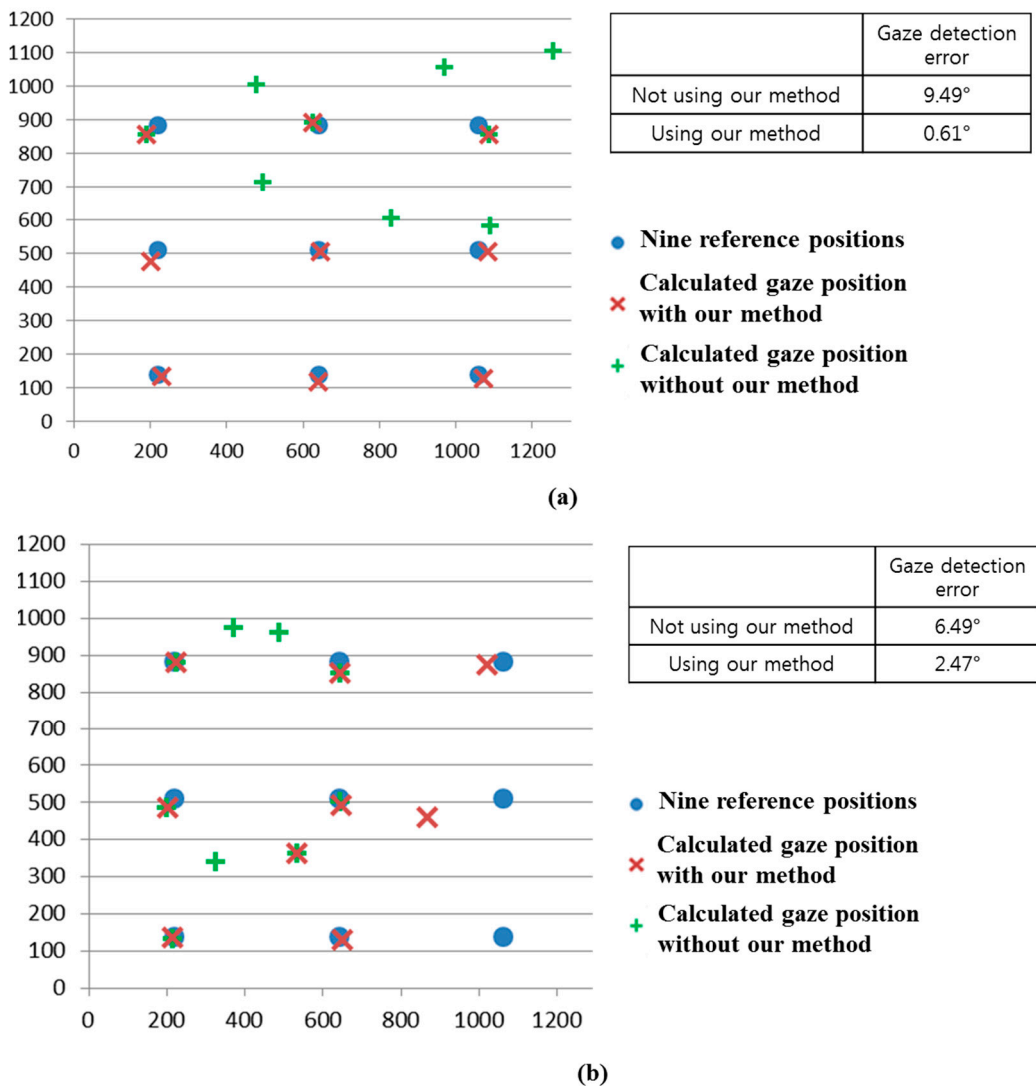 1200
1100
1000
900
800
700
600
500
400
300
200
100
0
0 200 400 600 800 1000 1200
Gaze detection
error
Not using our method 9.49°
Using our method 0.61°
Nine reference positions
Calculated gaze position
with our method
Calculated gaze position
without our method
(a)
1200
1100
1000
900
800
700
600
500
400
300
200
100
0
0 200 400 600 800 1000 1200
Gaze detection
error
Not using our method 6.49°
Using our method 2.47°
Nine reference positions
Calculated gaze position
with our method
Calculated gaze position
without our method
(b)